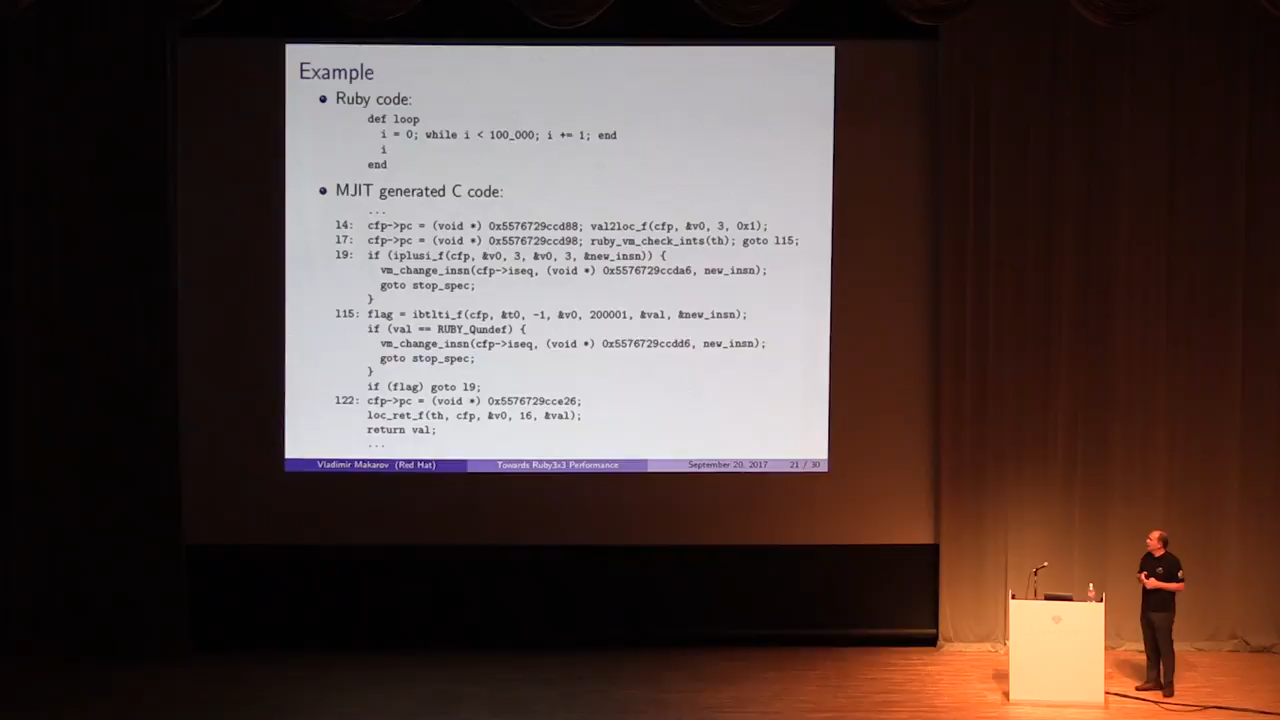 Example
Ruby code:
def loop
i = 0; while i < 100_000; i += 1; end
i
end
MJIT generated C code:
...
l4: cfp->pc = (void *) 0x5576729ccd88; val2loc_f(cfp, &v0, 3, 0x1);
l7: cfp->pc = (void *) 0x5576729ccd98; ruby_vm_check_ints(th); goto l15;
l9: if (iplusi_f(cfp, &v0, 3, &v0, 3, &new_insn)) {
vm_change_insn(cfp->iseq, (void *) 0x5576729ccda6, new_insn);
goto stop_spec;
}
l15: flag = ibtlti_f(cfp, &t0, -1, &v0, 200001, &val, &new_insn);
if (val == RUBY_Qundef) {
vm_change_insn(cfp->iseq, (void *) 0x5576729ccdd6, new_insn);
goto stop_spec;
}
if (flag) goto l9;
l22: cfp->pc = (void *) 0x5576729cce26;
loc_ret_f(th, cfp, &v0, 16, &val);
return val;
...
Vladimir Makarov (Red Hat) Towards Ruby3x3 Performance September 20, 2017 21 / 30